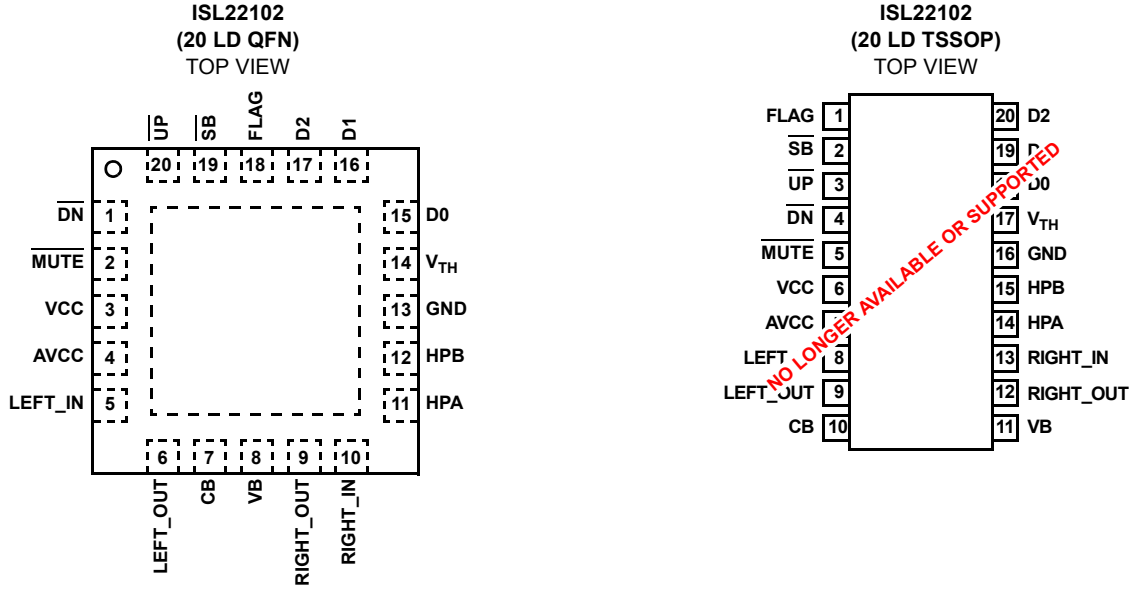 ISL22102
(20 LD QFN)
TOP VIEW
UP
SB
FLAG
D2
D1
20 19 18 17 16
DN 1
MUTE 2
VCC 3
AVCC 4
LEFT_IN 5
15 D0
14 VTH
13 GND
12 HPB
11 HPA
6 7 8 9 10
LEFT_OUT
CB
VB
RIGHT_OUT
RIGHT_IN
ISL22102
(20 LD TSSOP)
TOP VIEW
FLAG 1
SB 2
UP 3
DN 4
MUTE 5
VCC 6
AVCC
LEFT 8
LEFT_OUT 9
CB 10
20 D2
19
D0
17 VTH
16 GND
15 HPB
14 HPA
13 RIGHT_IN
12 RIGHT_OUT
11 VB
NO LONGER AVAILABLE OR SUPPORTED